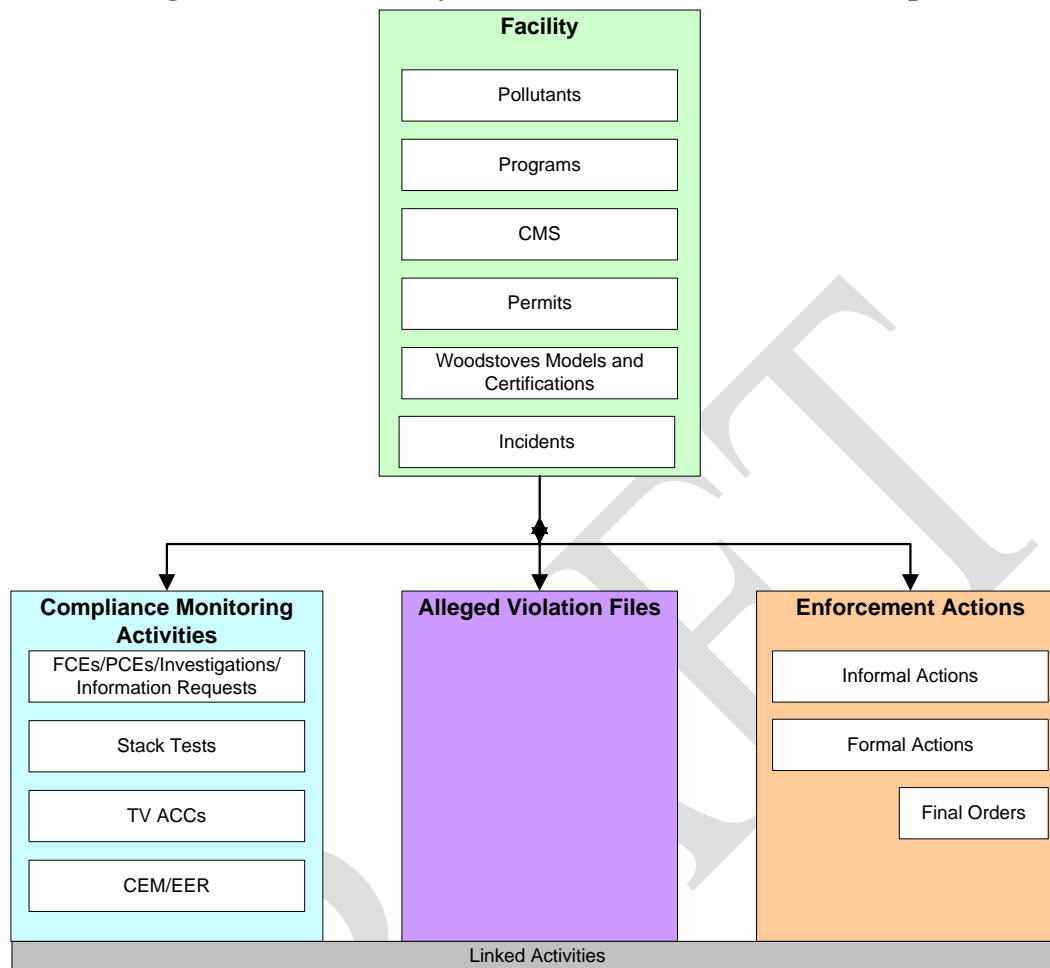 Facility
Pollutants
Programs
CMS
Permits
Woodstoves Models and
Certifications
Incidents
Compliance Monitoring
Activities
FCEs/PCEs/Investigations/
Information Requests
Stack Tests
TV ACCs
CEM/EER
Alleged Violation Files
Enforcement Actions
Informal Actions
Formal Actions
Final Orders
Linked Activities